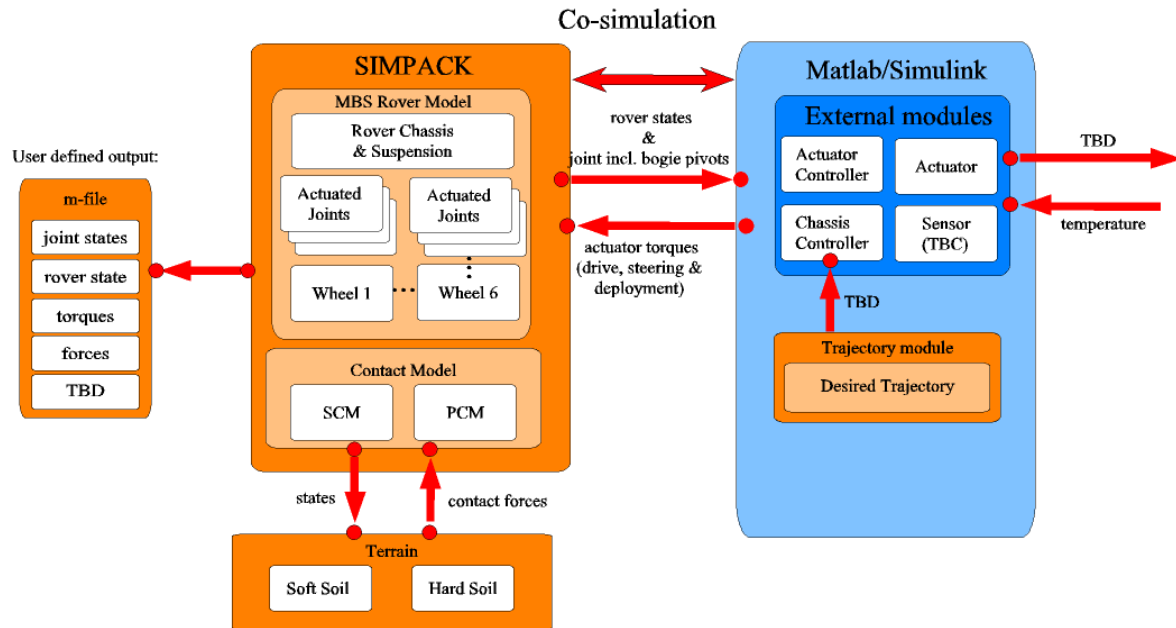 Co-simulation
User defined output:
m-file
joint states
rover state
torques
forces
TBD
SIMPACK
MBS Rover Model
Rover Chassis
& Suspension
Actuated
Joints
Actuated
Joints
Wheel 1
Wheel 6
Contact Model
SCM
PCM
states
contact forces
Terrain
Soft Soil
Hard Soil
rover states
&
joint incl. bogie pivots
actuator torques
(drive, steering &
deployment)
Matlab/Simulink
External modules
Actuator
Controller
Actuator
Chassis
Controller
Sensor
(TBC)
TBD
Trajectory module
Desired Trajectory
TBD
temperature